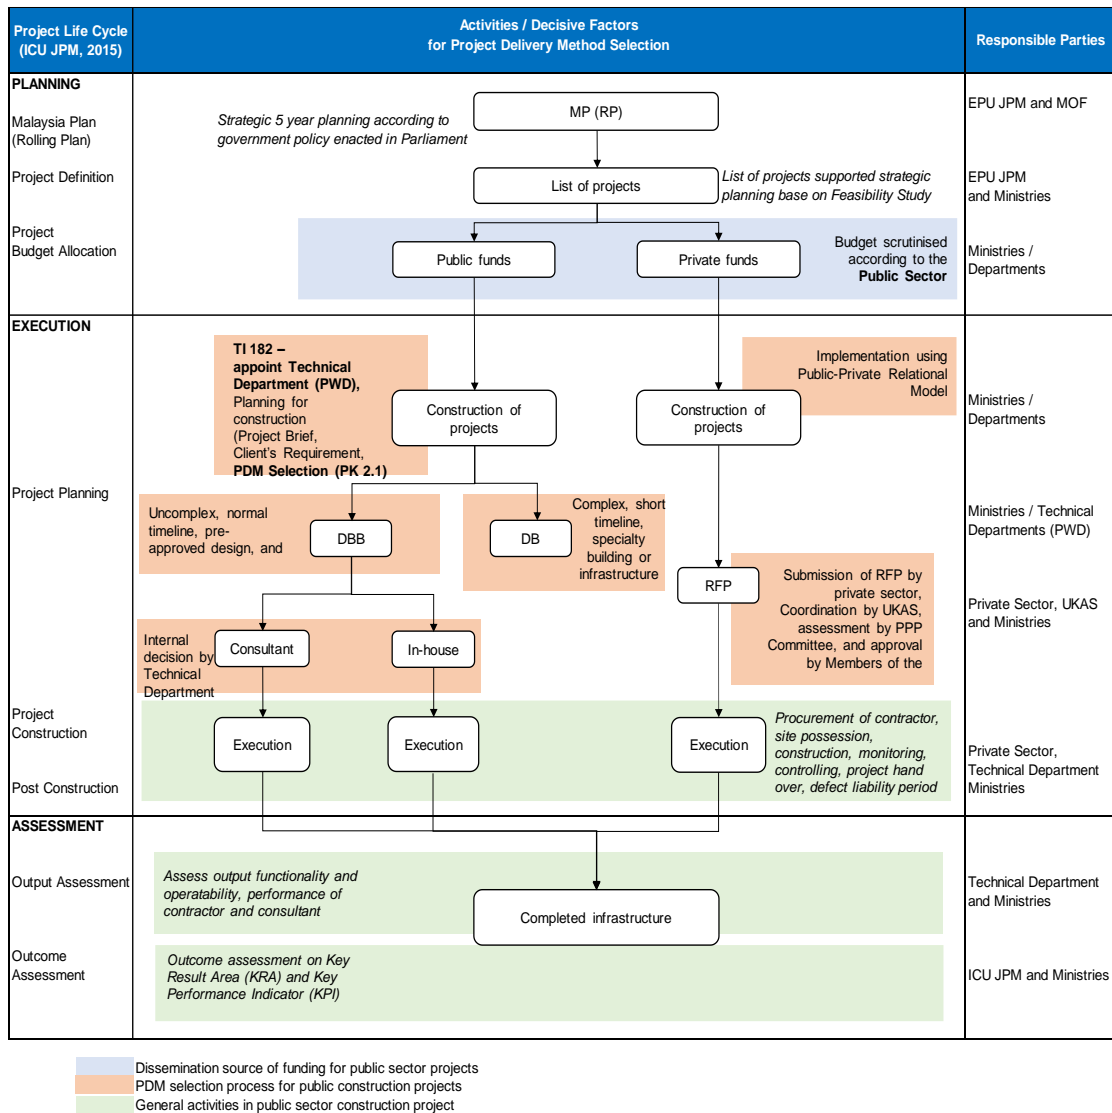 Project Life Cycle
(ICU JPM, 2015)
Activities / Decisive Factors
for Project Delivery Method Selection
Responsible Parties
PLANNING
Malaysia Plan
(Rolling Plan)
Strategic 5 year planning according to
government policy enacted in Parliament
MP (RP)
EPU JPM and MOF
Project Definition
List of projects
List of projects supported strategic
planning base on Feasibility Study
EPU JPM
and Ministries
Project
Budget Allocation
Public funds
Private funds
Budget scrutinised
according to the
Public Sector
Ministries /
Departments
EXECUTION
TI 182 –
appoint Technical
Department (PWD),
Planning for
construction
(Project Brief,
Client's Requirement,
PDM Selection (PK 2.1)
Construction of
projects
Construction of
projects
Implementation using
Public-Private Relational
Model
Ministries /
Departments
Project Planning
Uncomplex, normal
timeline, pre-
approved design, and
DBB
DB
Complex, short
timeline,
specialty
building or
infrastructure
Ministries / Technical
Departments (PWD)
RFP
Submission of RFP by
private sector,
Coordination by UKAS,
assessment by PPP
Committee, and approval
by Members of the
Private Sector, UKAS
and Ministries
Internal
decision by
Technical
Department
Consultant
In-house
Project
Construction
Execution
Execution
Execution
Procurement of contractor,
site possession,
construction, monitoring,
controlling, project hand
over, defect liability period
Private Sector,
Technical Department
Ministries
Post Construction
ASSESSMENT
Output Assessment
Assess output functionality and
operatability, performance of
contractor and consultant
Completed infrastructure
Technical Department
and Ministries
Outcome
Assessment
Outcome assessment on Key
Result Area (KRA) and Key
Performance Indicator (KPI)
ICU JPM and Ministries
Dissemination source of funding for public sector projects
PDM selection process for public construction projects
General activities in public sector construction project